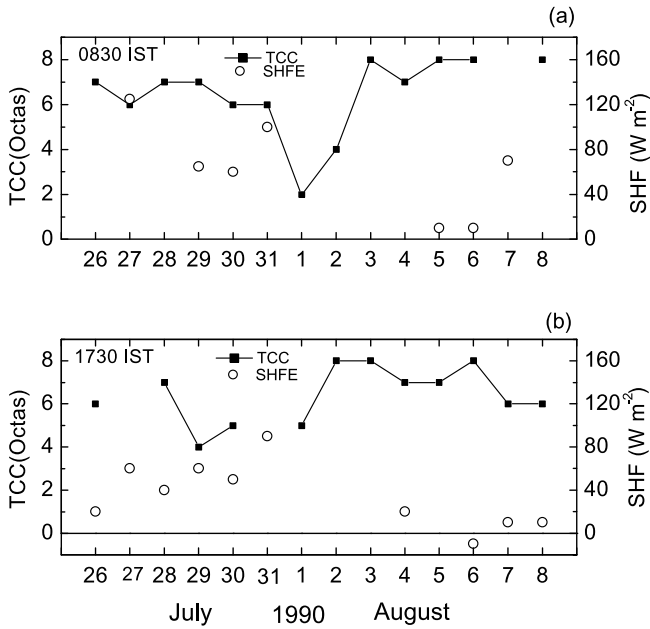 (a)
0830 IST
TCC
SHFE
8
6
4
2
0
TCC(Octas)
160
120
80
40
0
SHF (W m-2)
26 27 28 29 30 31 1 2 3 4 5 6 7 8
(b)
1730 IST
TCC
SHFE
8
6
4
2
0
TCC(Octas)
160
120
80
40
0
SHF (W m-2)
26 27 28 29 30 31 1 2 3 4 5 6 7 8
July 1990 August